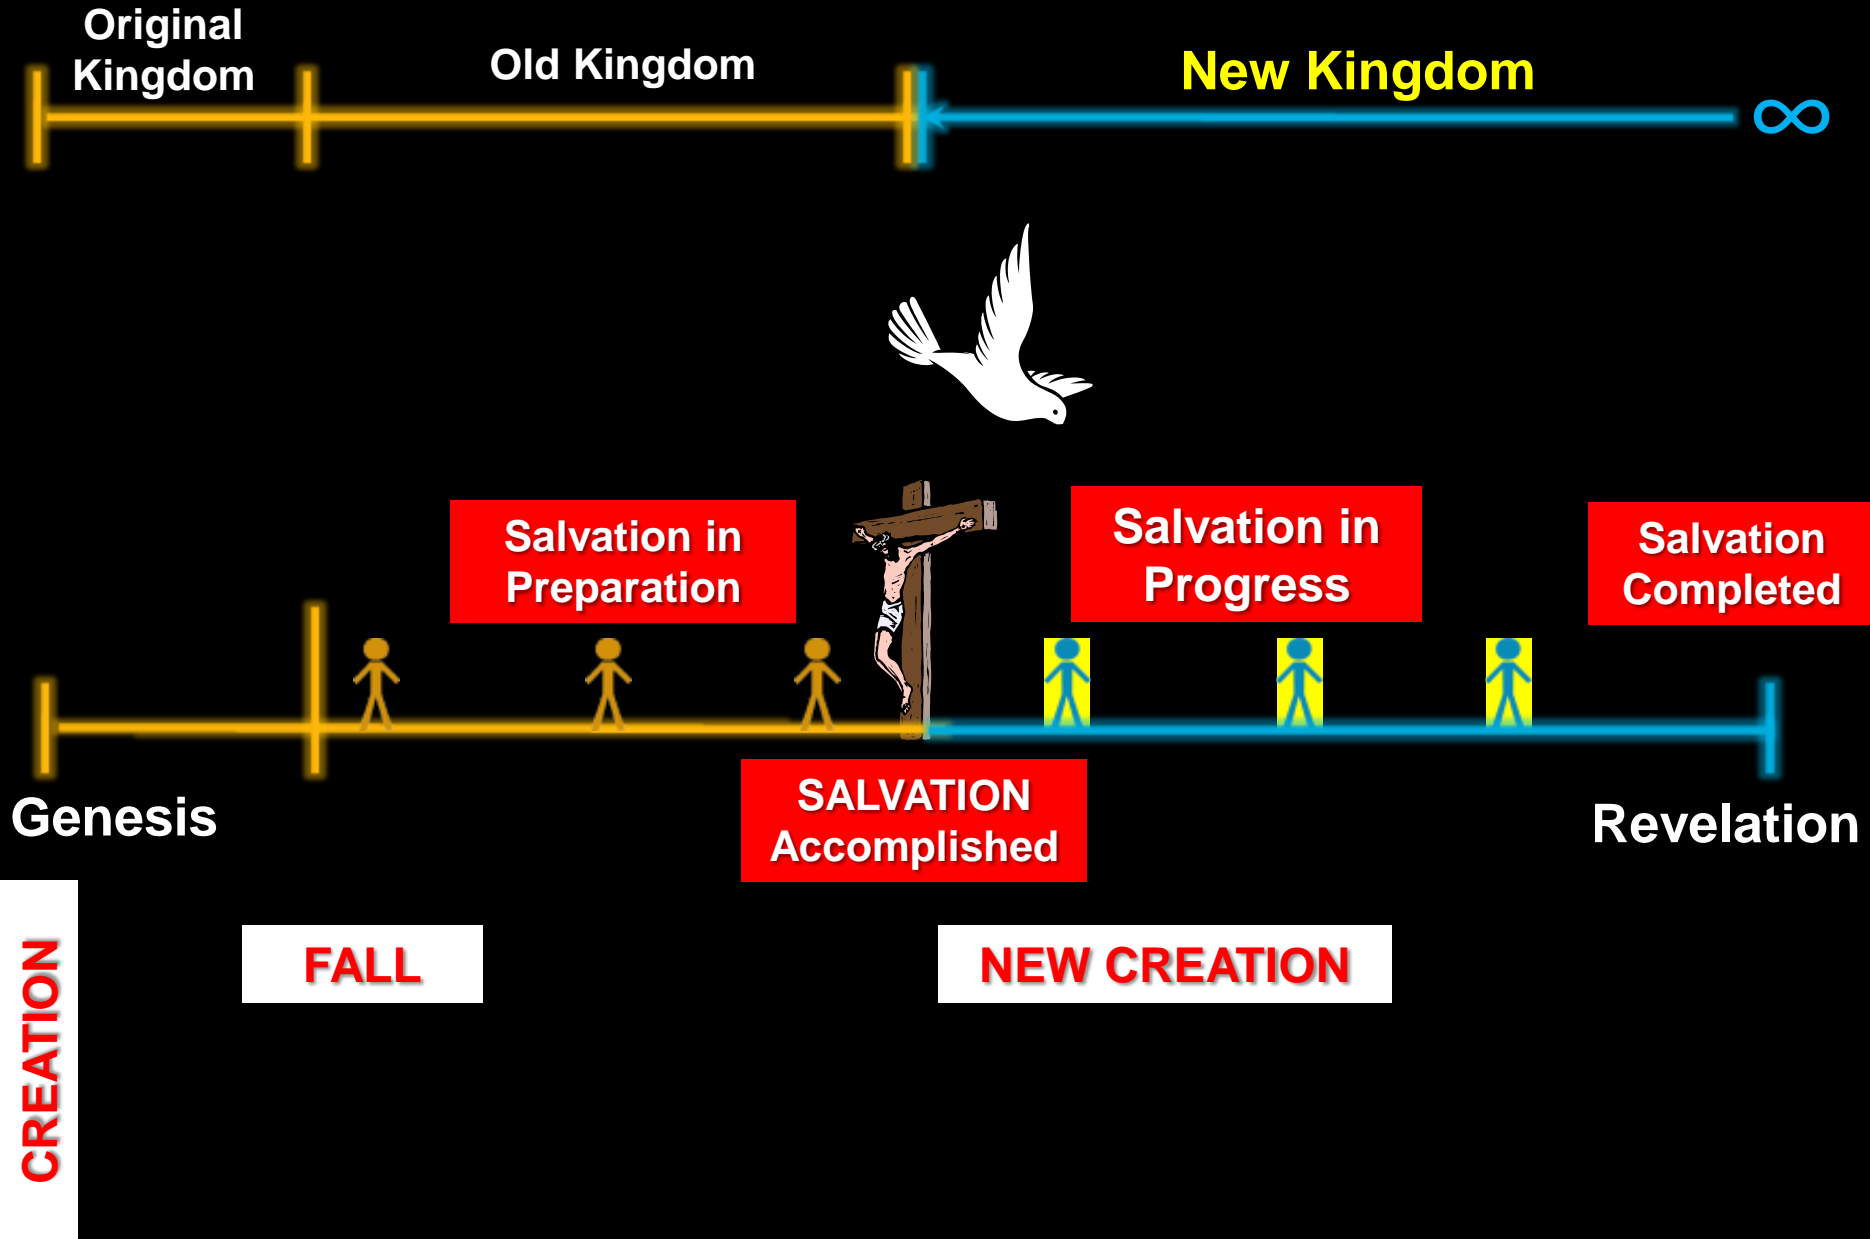 Original
Kingdom
Old Kingdom
New Kingdom
∞
Salvation in
Preparation
Salvation in
Progress
Salvation
Completed
SALVATION
Accomplished
Genesis
Revelation
CREATION
FALL
NEW CREATION